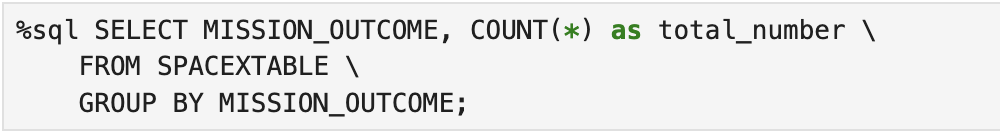 %sql SELECT MISSION_OUTCOME, COUNT(*) as total_number \
FROM SPACEXTABLE \
GROUP BY MISSION_OUTCOME;